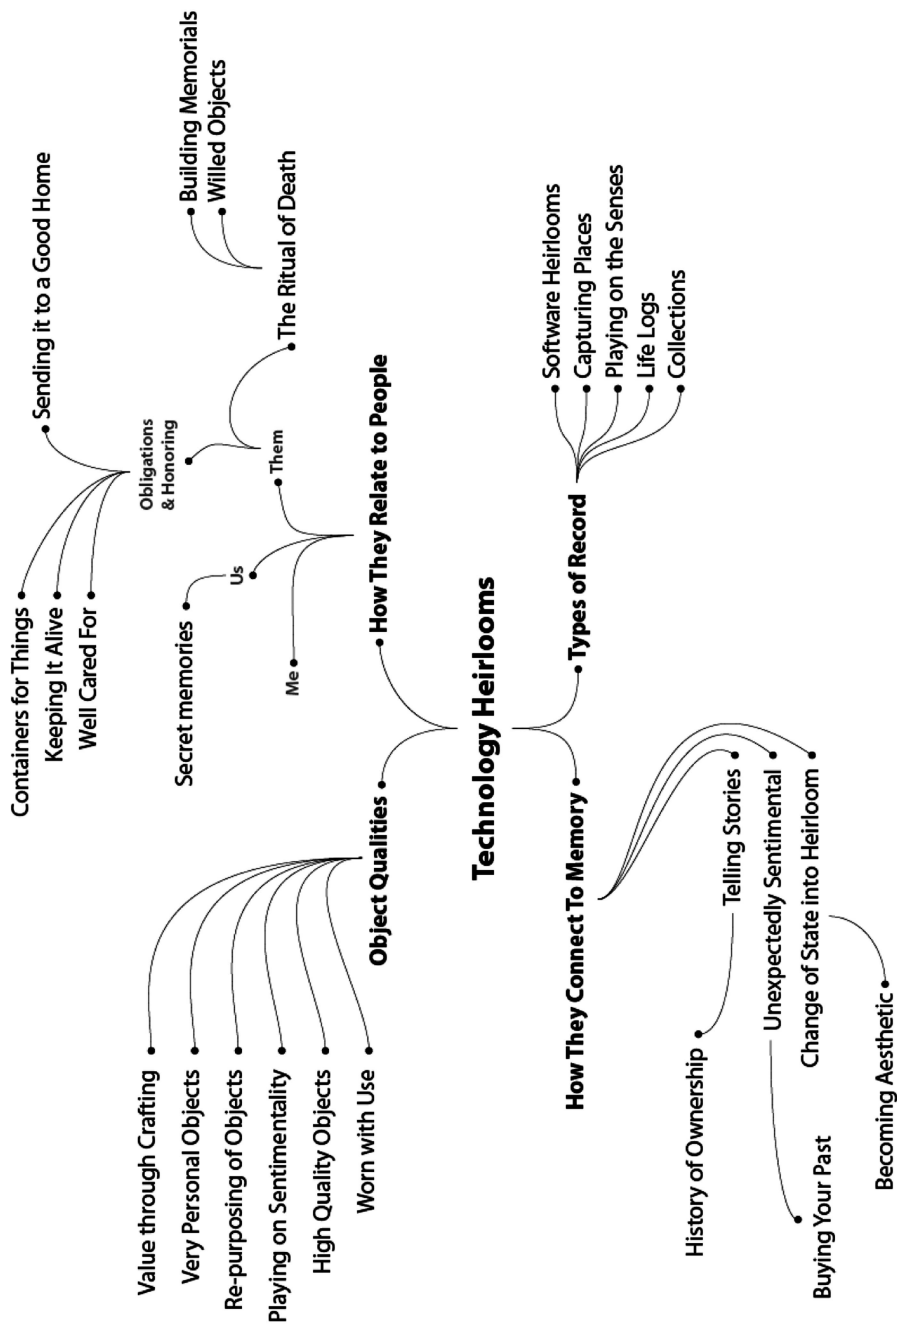 Technology Heirlooms
Object Qualities
Value through Crafting
Very Personal Objects
Re-purposing of Objects
Playing on Sentimentality
High Quality Objects
Worn with Use
How They Relate to People
Me
Us
Secret memories
Them
Obligations
& Honoring
Containers for Things
Keeping It Alive
Well Cared For
Sending it to a Good Home
The Ritual of Death
Building Memorials
Willed Objects
How They Connect To Memory
Telling Stories
History of Ownership
Unexpectedly Sentimental
Buying Your Past
Change of State into Heirloom
Becoming Aesthetic
Types of Record
Software Heirlooms
Capturing Places
Playing on the Senses
Life Logs
Collections